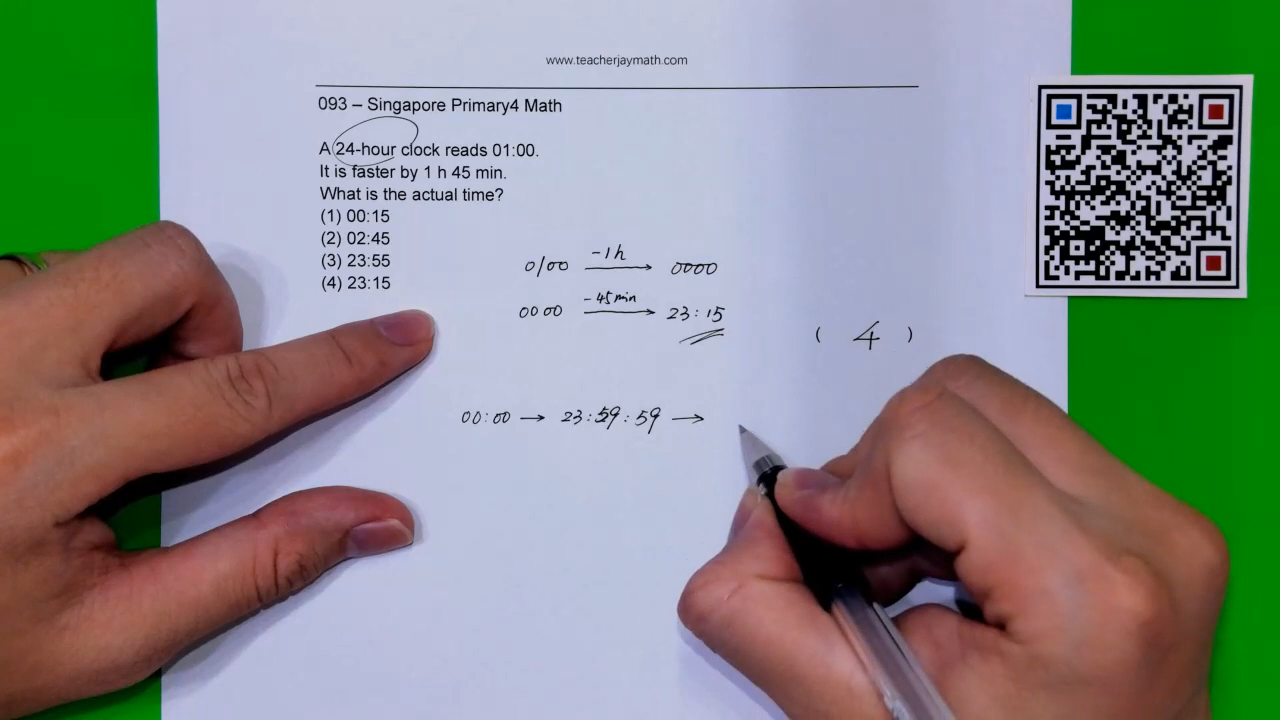 www.teacherjaymath.com
093 – Singapore Primary4 Math
A 24-hour clock reads 01:00.
It is faster by 1 h 45 min.
What is the actual time?
(1) 00:15
(2) 02:45
(3) 23:55
(4) 23:15
0100 -1h → 0000
0000 -45min → 23:15
( 4 )
00:00 → 23:59:59 →